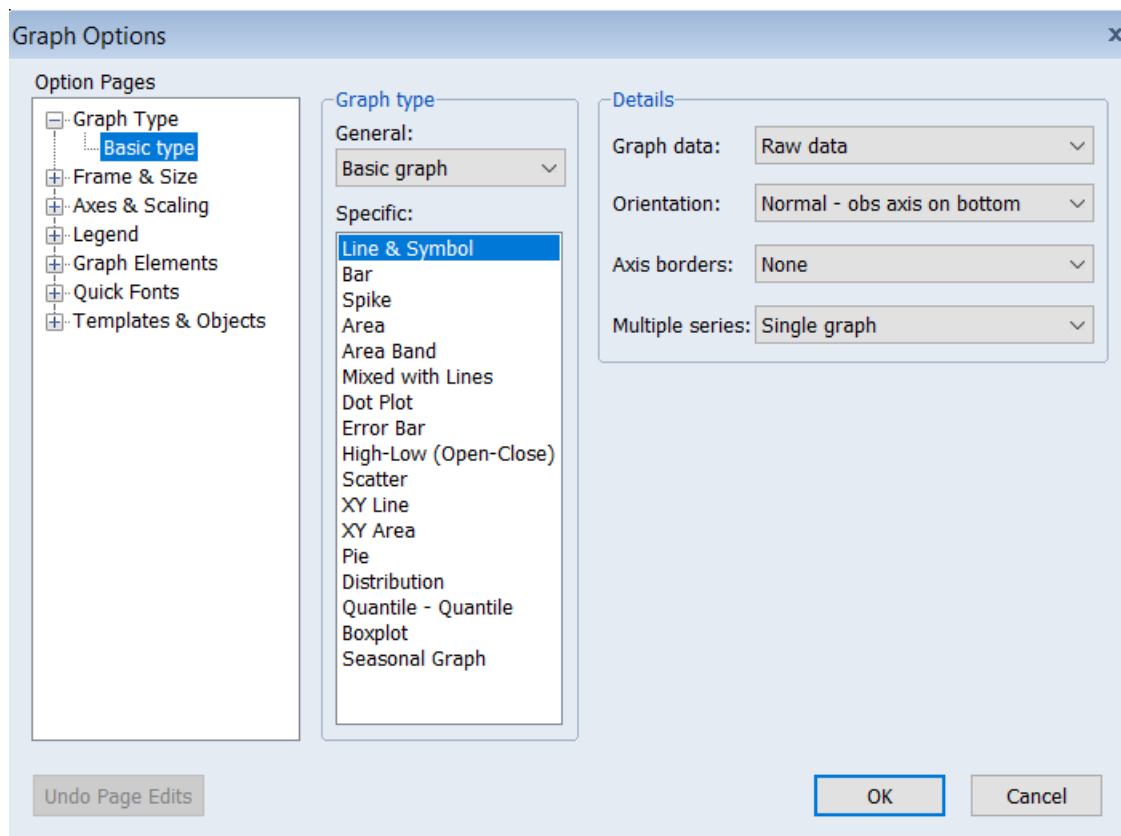 Graph Options
x
Option Pages
Graph Type
Basic type
Frame & Size
Axes & Scaling
Legend
Graph Elements
Quick Fonts
Templates & Objects
Graph type
General:
Basic graph
Specific:
Line & Symbol
Bar
Spike
Area
Area Band
Mixed with Lines
Dot Plot
Error Bar
High-Low (Open-Close)
Scatter
XY Line
XY Area
Pie
Distribution
Quantile - Quantile
Boxplot
Seasonal Graph
Details
Graph data: Raw data
Orientation: Normal - obs axis on bottom
Axis borders: None
Multiple series: Single graph
Undo Page Edits
OK
Cancel